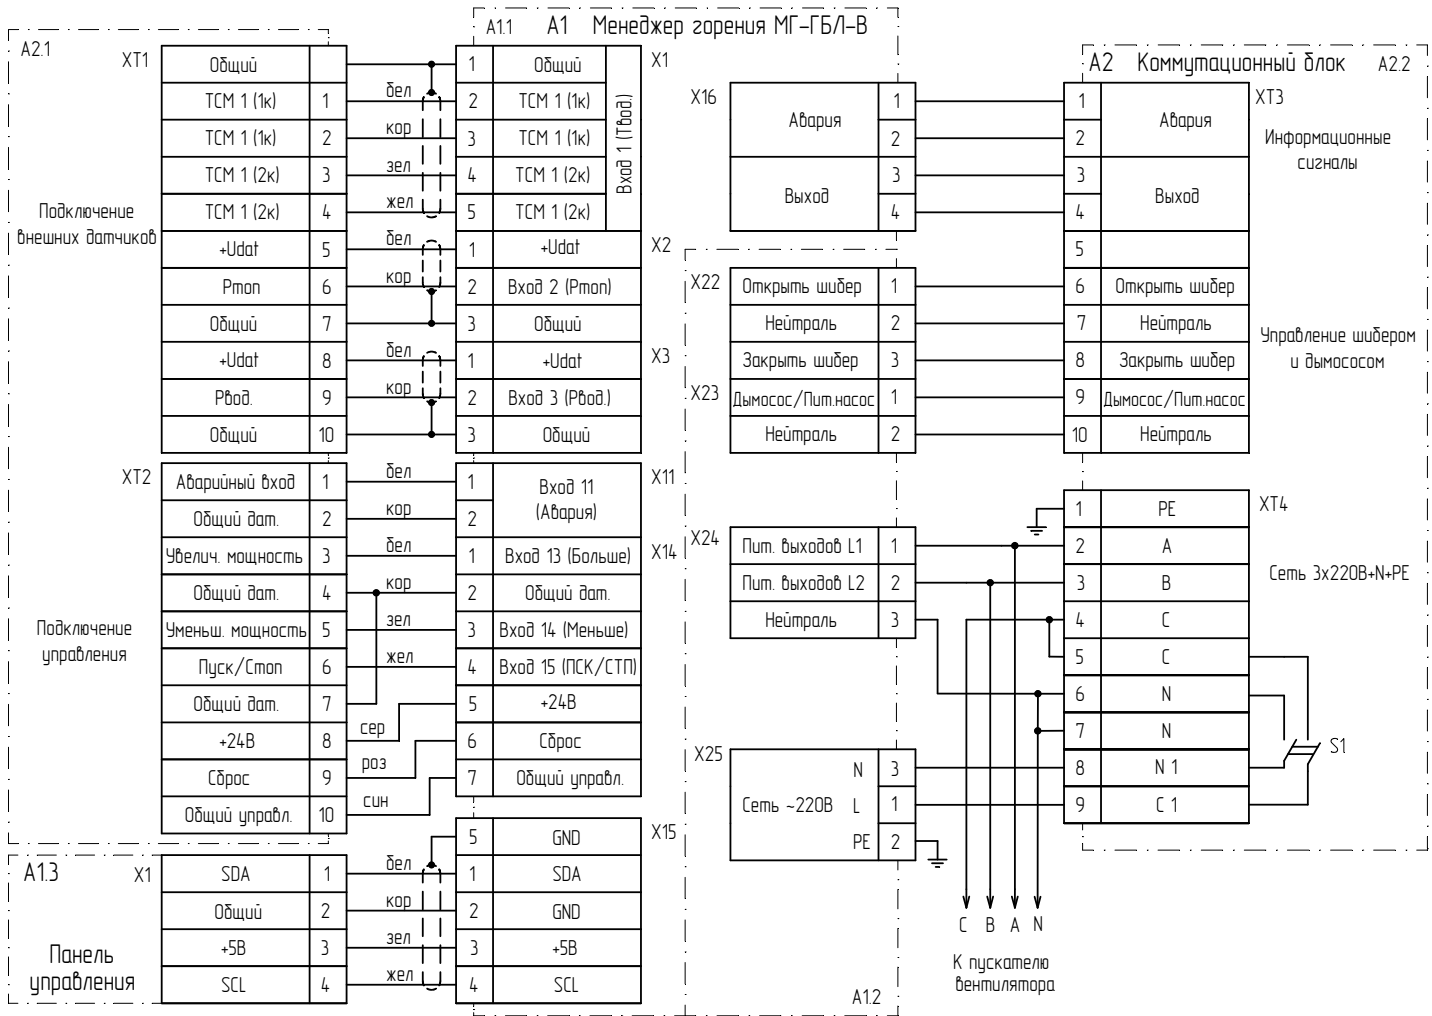 А1.1 А1 Менеджер горения МГ-ГБЛ-В
А2.1
XT1
Общий
ТСМ 1 (1к) 1
ТСМ 1 (1к) 2
ТСМ 1 (2к) 3
ТСМ 1 (2к) 4
+Udat 5
Ртоп 6
Общий 7
+Udat 8
Рвод. 9
Общий 10
Подключение
внешних датчиков
бел
кор
зел
жел
бел
кор
бел
кор
X1
1 Общий
2 ТСМ 1 (1к)
3 ТСМ 1 (1к)
4 ТСМ 1 (2к)
5 ТСМ 1 (2к)
Вход 1 (Твод.)
X2
1 +Udat
2 Вход 2 (Ртоп)
3 Общий
X3
1 +Udat
2 Вход 3 (Рвод.)
3 Общий
XT2
Аварийный вход 1
Общий дат. 2
Увелич. мощность 3
Общий дат. 4
Уменьш. мощность 5
Пуск/Стоп 6
Общий дат. 7
+24В 8
Сброс 9
Общий управл. 10
Подключение
управления
бел
кор
бел
кор
зел
жел
сер
роз
син
X11
1
2
Вход 11
(Авария)
X14
1 Вход 13 (Больше)
2 Общий дат.
3 Вход 14 (Меньше)
4 Вход 15 (ПСК/СТП)
5 +24В
6 Сброс
7 Общий управл.
А1.3 X1
SDA 1
Общий 2
+5В 3
SCL 4
Панель
управления
бел
кор
зел
жел
X15
5 GND
1 SDA
2 GND
3 +5В
4 SCL
X16
Авария
1
2
Выход
3
4
X22
Открыть шибер 1
Нейтраль 2
Закрыть шибер 3
X23
Дымосос/Пит.насос 1
Нейтраль 2
X24
Пит. выходов L1 1
Пит. выходов L2 2
Нейтраль 3
X25
Сеть ~220В
N 3
L 1
PE 2
А1.2
А2 Коммутационный блок А2.2
XT3
1
2
Авария
3
4
Выход
5
6 Открыть шибер
7 Нейтраль
8 Закрыть шибер
9 Дымосос/Пит.насос
10 Нейтраль
Информационные
сигналы
Управление шибером
и дымососом
XT4
1 PE
2 A
3 B
4 C
5 C
6 N
7 N
8 N 1
9 C 1
Сеть 3х220В+N+PE
S1
C B A N
К пускателю
вентилятора